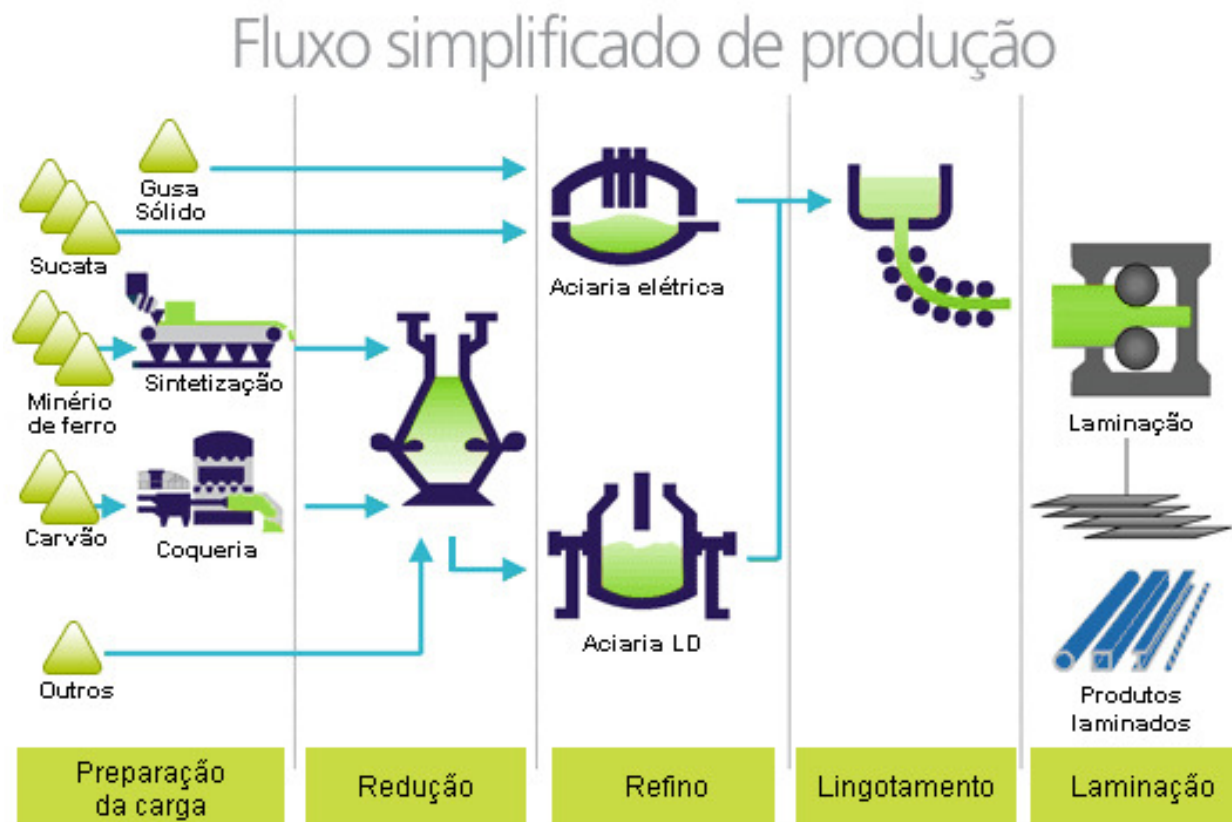 Fluxo simplificado de produção
Gusa
Sólido
Sucata
Aciaria elétrica
Sintetização
Minério
de ferro
Laminação
Carvão
Coqueria
Aciaria LD
Outros
Produtos
laminados
Preparação
da carga
Redução
Refino
Lingotamento
Laminação